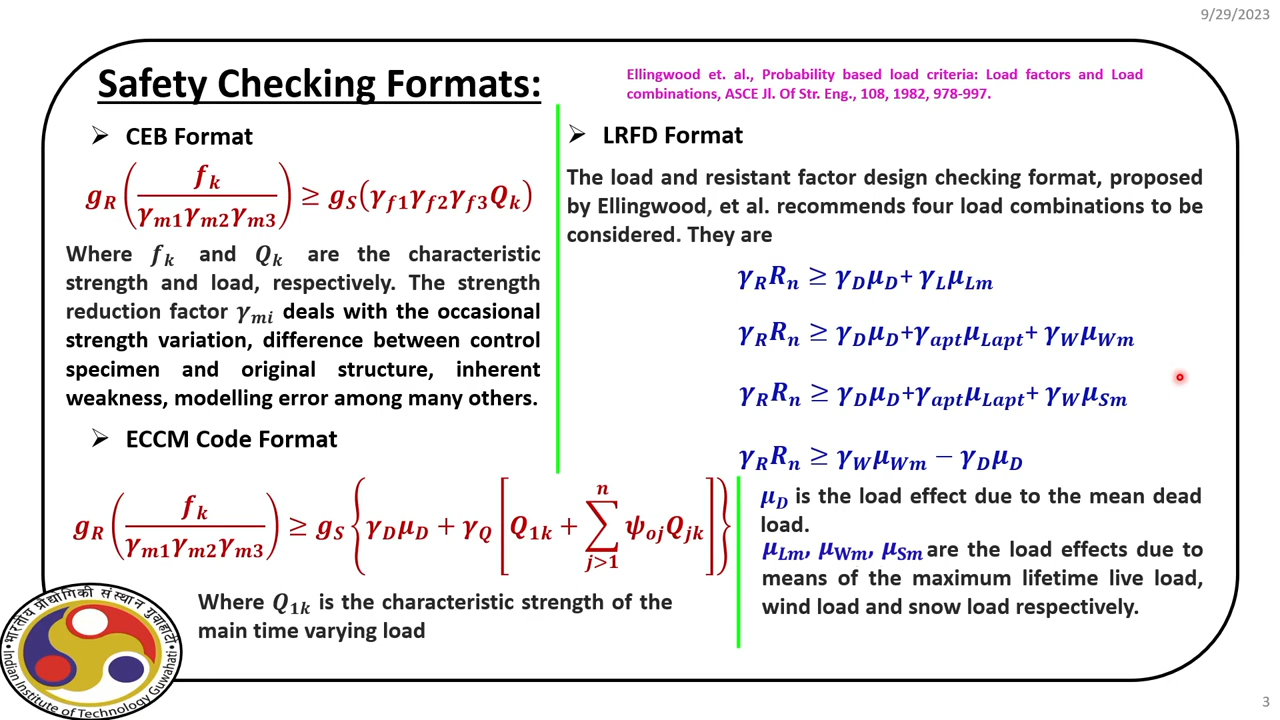 9/29/2023
Safety Checking Formats:
Ellingwood et. al., Probability based load criteria: Load factors and Load
combinations, ASCE Jl. Of Str. Eng., 108, 1982, 978-997.
➢ CEB Format
g_R ( f_k / γ_m1 γ_m2 γ_m3 ) ≥ g_S(γ_f1 γ_f2 γ_f3 Q_k)
Where f_k and Q_k are the characteristic
strength and load, respectively. The strength
reduction factor γ_mi deals with the occasional
strength variation, difference between control
specimen and original structure, inherent
weakness, modelling error among many others.
➢ ECCM Code Format
g_R ( f_k / γ_m1 γ_m2 γ_m3 ) ≥ g_S { γ_D μ_D + γ_Q [ Q_1k + ∑_{j>1}^{n} ψ_oj Q_jk ] }
Where Q_1k is the characteristic strength of the
main time varying load
➢ LRFD Format
The load and resistant factor design checking format, proposed
by Ellingwood, et al. recommends four load combinations to be
considered. They are
γ_R R_n ≥ γ_D μ_D + γ_L μ_Lm
γ_R R_n ≥ γ_D μ_D + γ_apt μ_Lapt + γ_W μ_Wm
γ_R R_n ≥ γ_D μ_D + γ_apt μ_Lapt + γ_W μ_Sm
γ_R R_n ≥ γ_W μ_Wm − γ_D μ_D
μ_D is the load effect due to the mean dead
load.
μ_Lm, μ_Wm, μ_Sm are the load effects due to
means of the maximum lifetime live load,
wind load and snow load respectively.
भारतीय प्रौद्योगिकी संस्थान गुवाहाटी
Indian Institute of Technology Guwahati
3